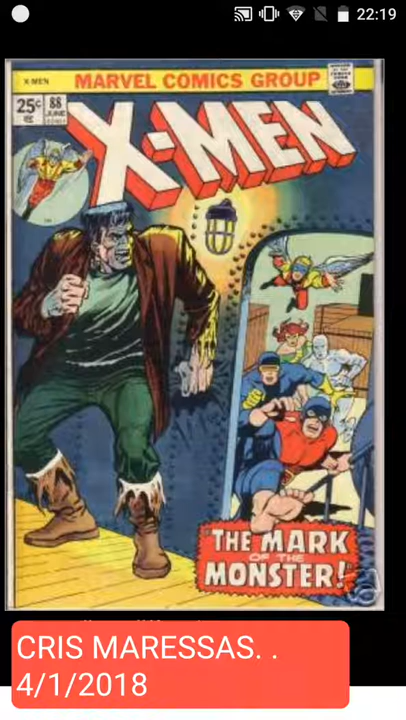 22:19
X-MEN
MARVEL COMICS GROUP
25¢
88
JUNE
X-MEN
"THE MARK
OF THE
MONSTER!
CRIS MARESSAS. .
4/1/2018